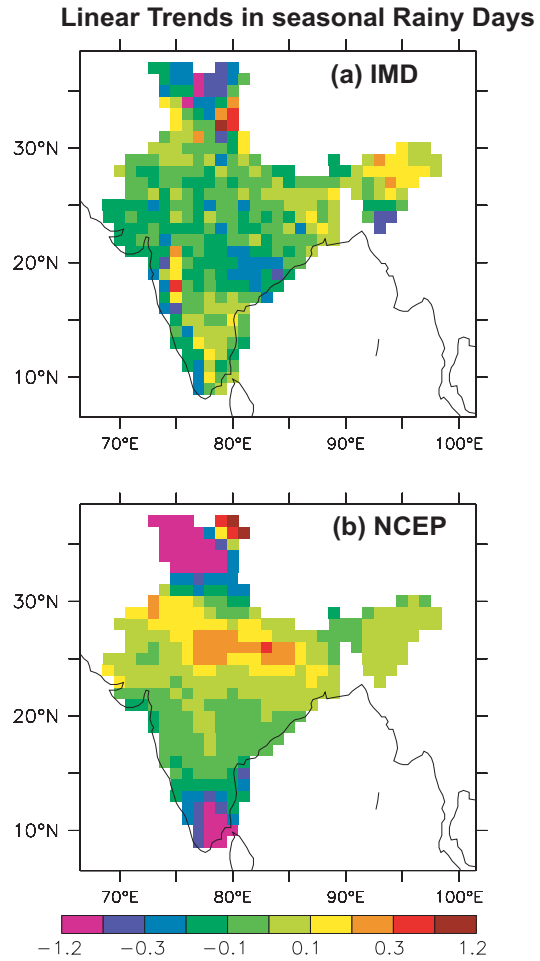 Linear Trends in seasonal Rainy Days
(a) IMD
30°N
20°N
10°N
70°E 80°E 90°E 100°E
(b) NCEP
30°N
20°N
10°N
70°E 80°E 90°E 100°E
−1.2 −0.3 −0.1 0.1 0.3 1.2